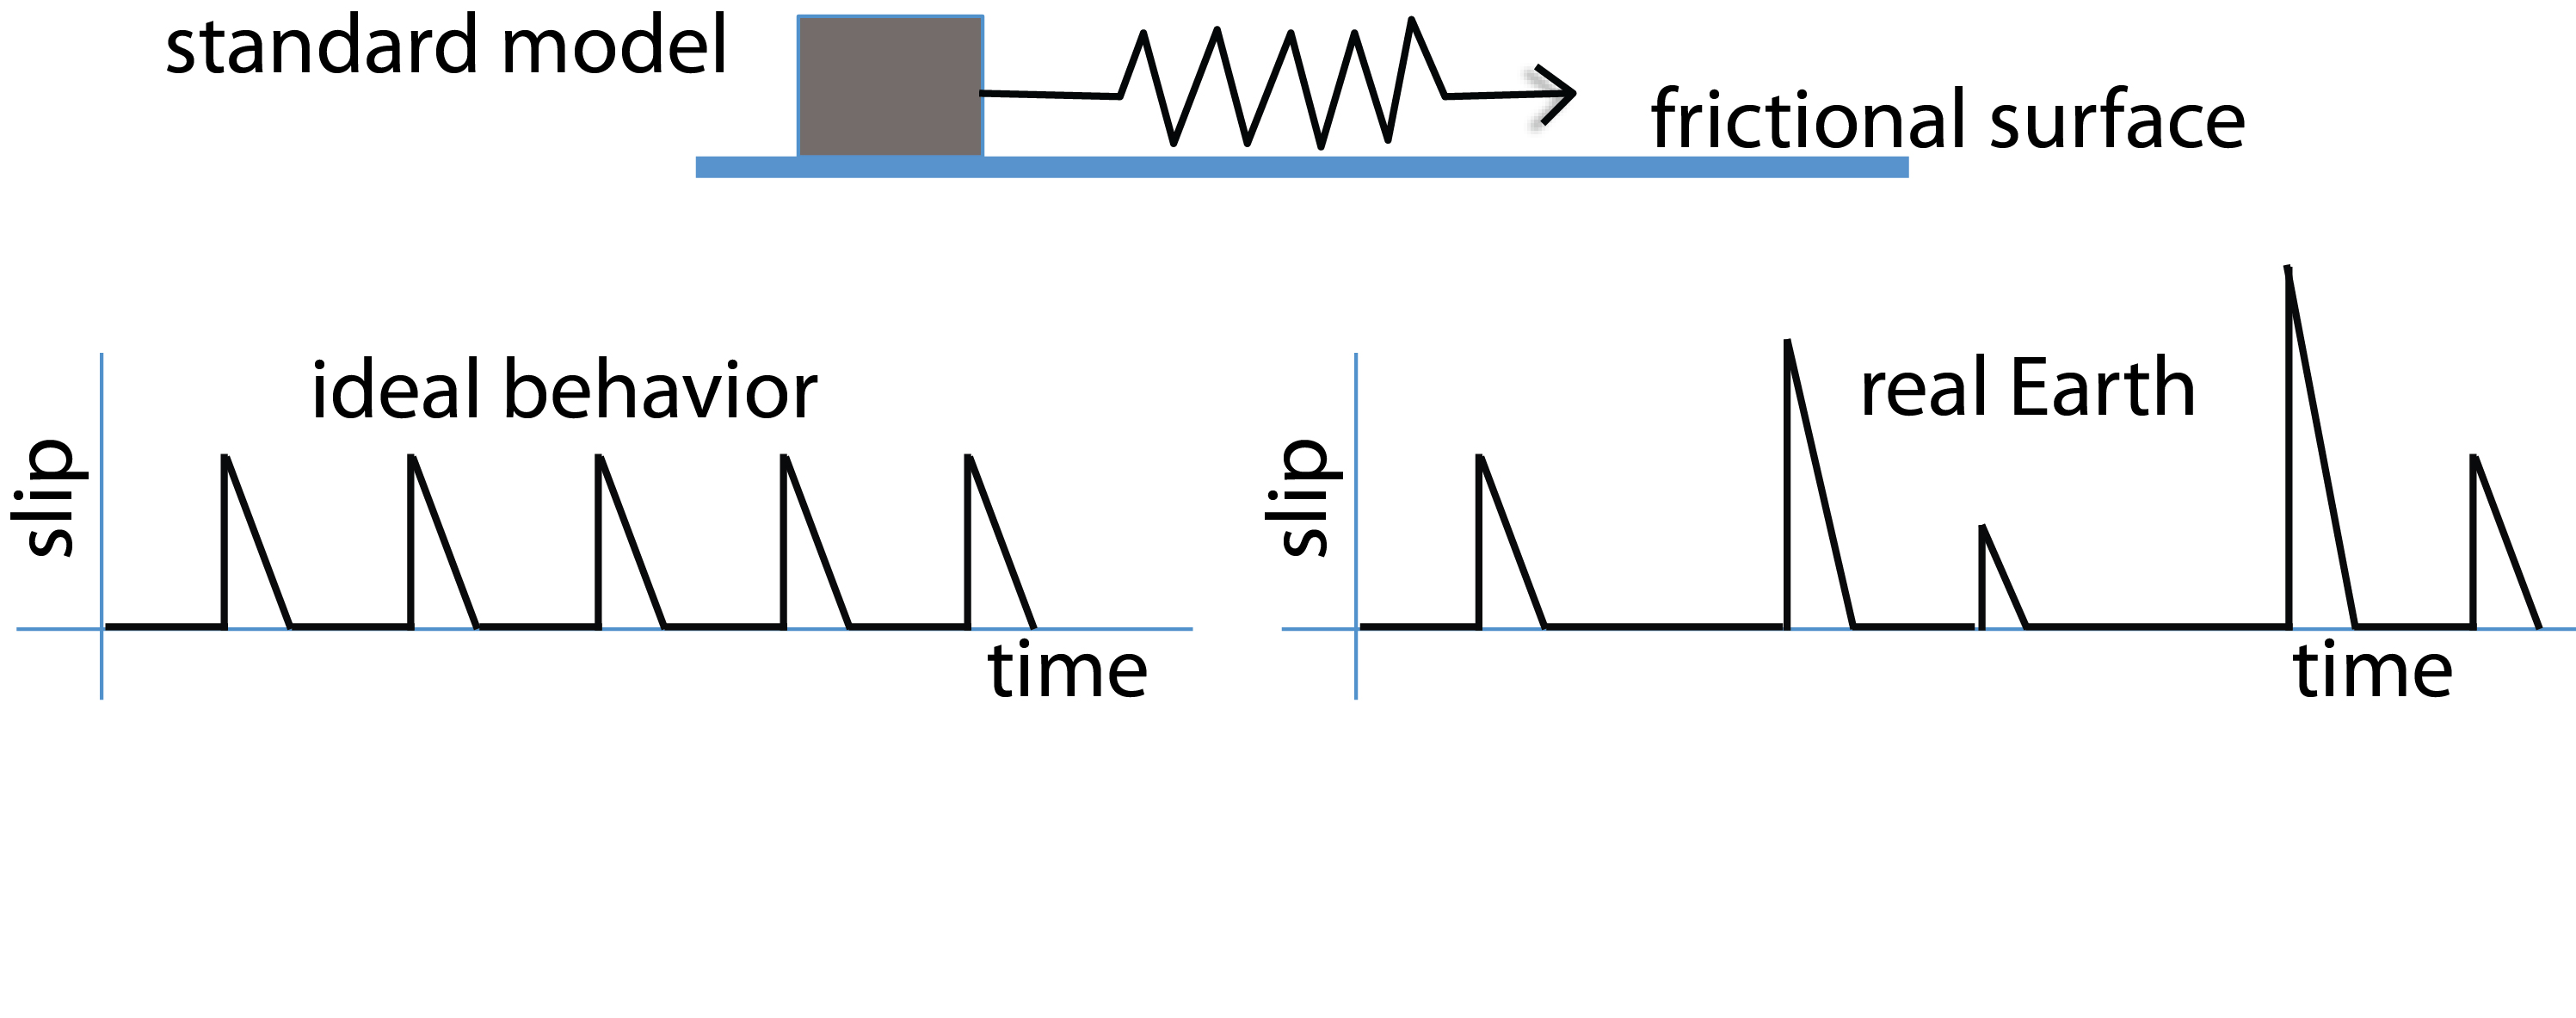 standard model
frictional surface
ideal behavior
slip
time
real Earth
slip
time